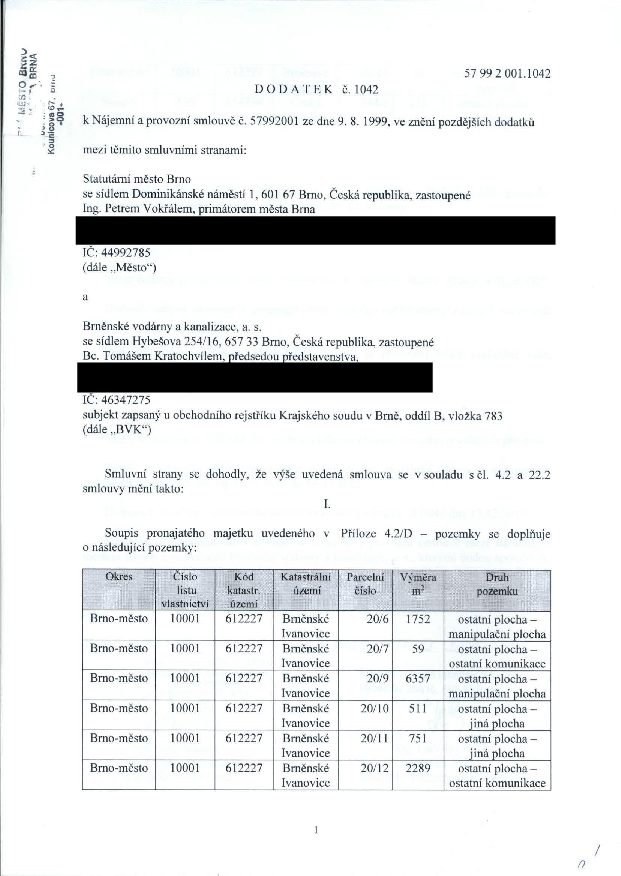 MĚSTO Brno
BRNA
Kounicova 67,
-001-
57 99 2 001.1042
D O D A T E K č. 1042
k Nájemní a provozní smlouvě č. 57992001 ze dne 9. 8. 1999, ve znění pozdějších dodatků
mezi těmito smluvními stranami:
Statutární město Brno
se sídlem Dominikánské náměstí 1, 601 67 Brno, Česká republika, zastoupené
Ing. Petrem Vokřálem, primátorem města Brna
IČ: 44992785
(dále „Město“)
a
Brněnské vodárny a kanalizace, a. s.
se sídlem Hybešova 254/16, 657 33 Brno, Česká republika, zastoupené
Bc. Tomášem Kratochvílem, předsedou představenstva,
IČ: 46347275
subjekt zapsaný u obchodního rejstříku Krajského soudu v Brně, oddíl B, vložka 783
(dále „BVK“)
Smluvní strany se dohodly, že výše uvedená smlouva se v souladu s čl. 4.2 a 22.2
smlouvy mění takto:
I.
Soupis pronajatého majetku uvedeného v Příloze 4.2/D – pozemky se doplňuje
o následující pozemky:
Okres Číslo Kód Katastrální Parcelní Výměra Druh
listu katastr. území číslo m² pozemku
vlastnictví území
Brno-město 10001 612227 Brněnské 20/6 1752 ostatní plocha –
Ivanovice manipulační plocha
Brno-město 10001 612227 Brněnské 20/7 59 ostatní plocha –
Ivanovice ostatní komunikace
Brno-město 10001 612227 Brněnské 20/9 6357 ostatní plocha –
Ivanovice manipulační plocha
Brno-město 10001 612227 Brněnské 20/10 511 ostatní plocha –
Ivanovice jiná plocha
Brno-město 10001 612227 Brněnské 20/11 751 ostatní plocha –
Ivanovice jiná plocha
Brno-město 10001 612227 Brněnské 20/12 2289 ostatní plocha –
Ivanovice ostatní komunikace
1